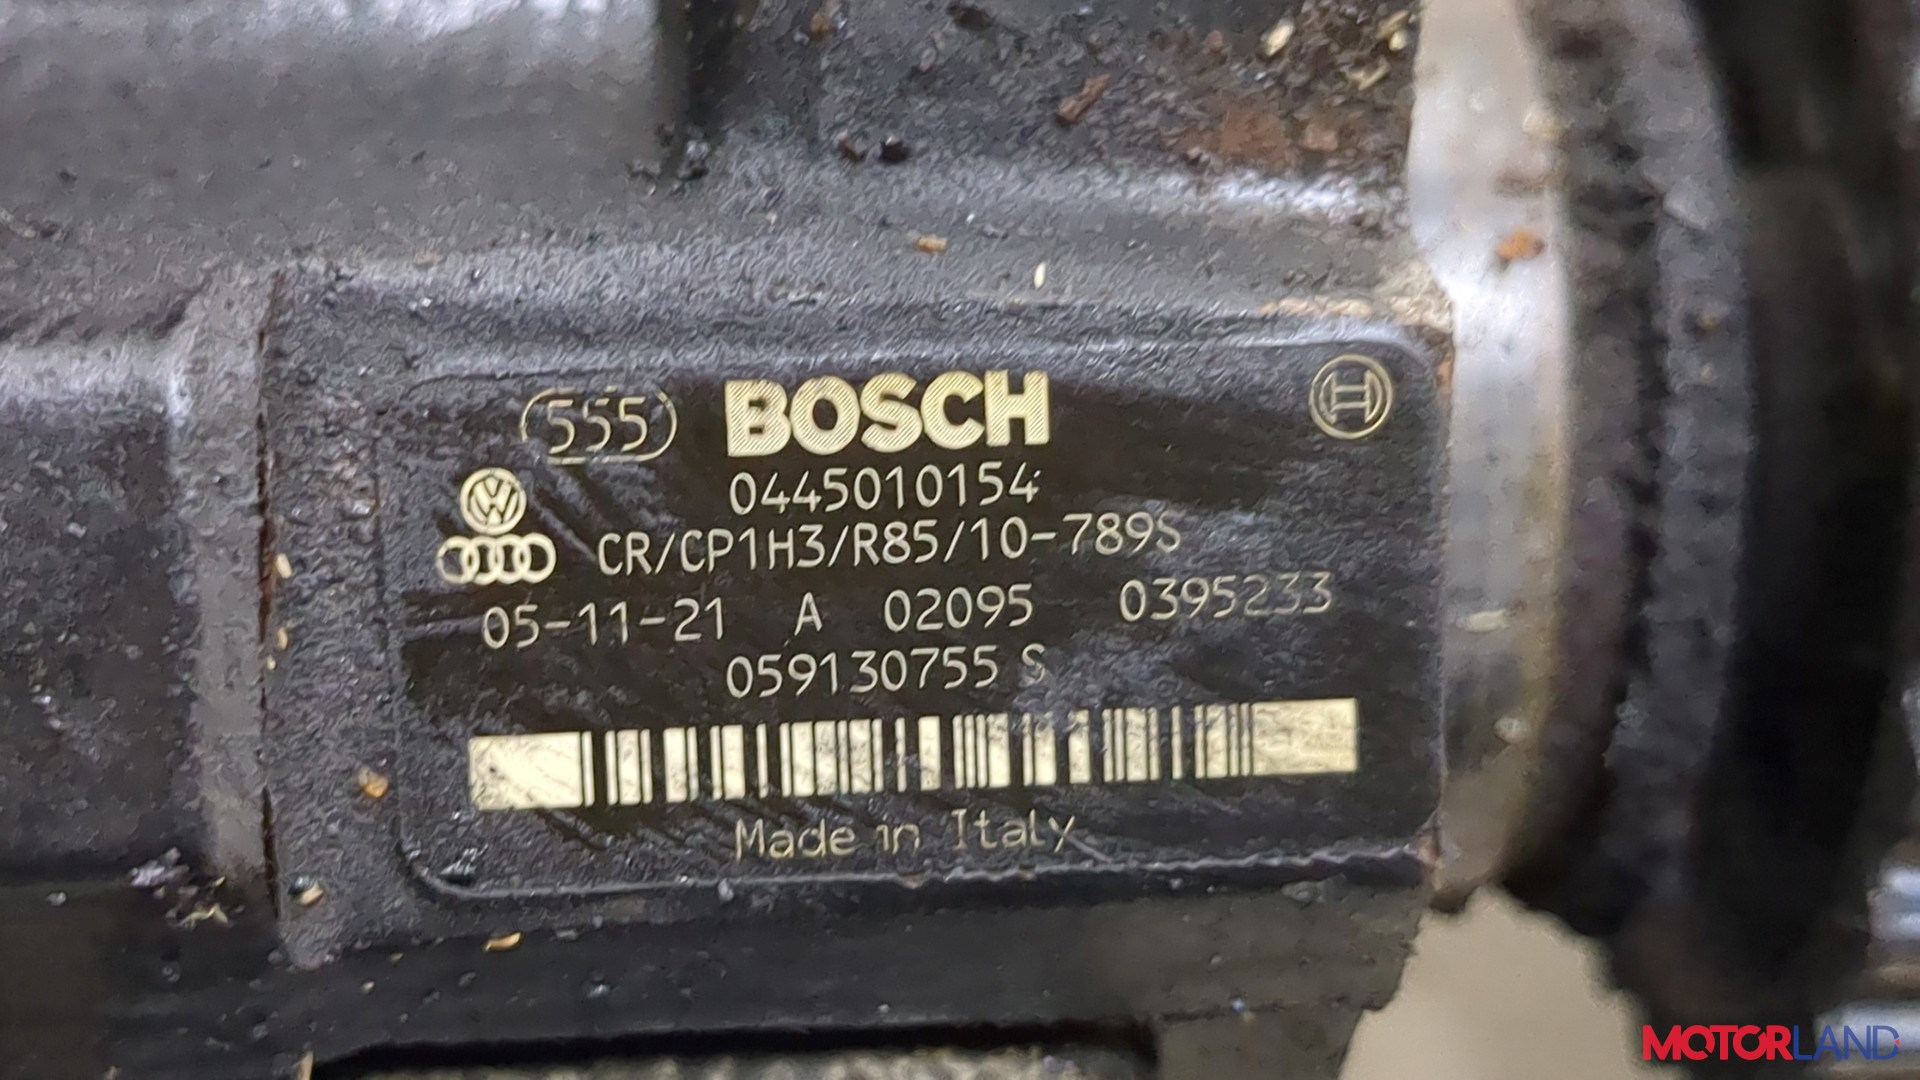 555 BOSCH
0445010154
CR/CP1H3/R85/10-789S
05-11-21 A 02095 0395233
059130755 S
Made in Italy
MOTORLAND